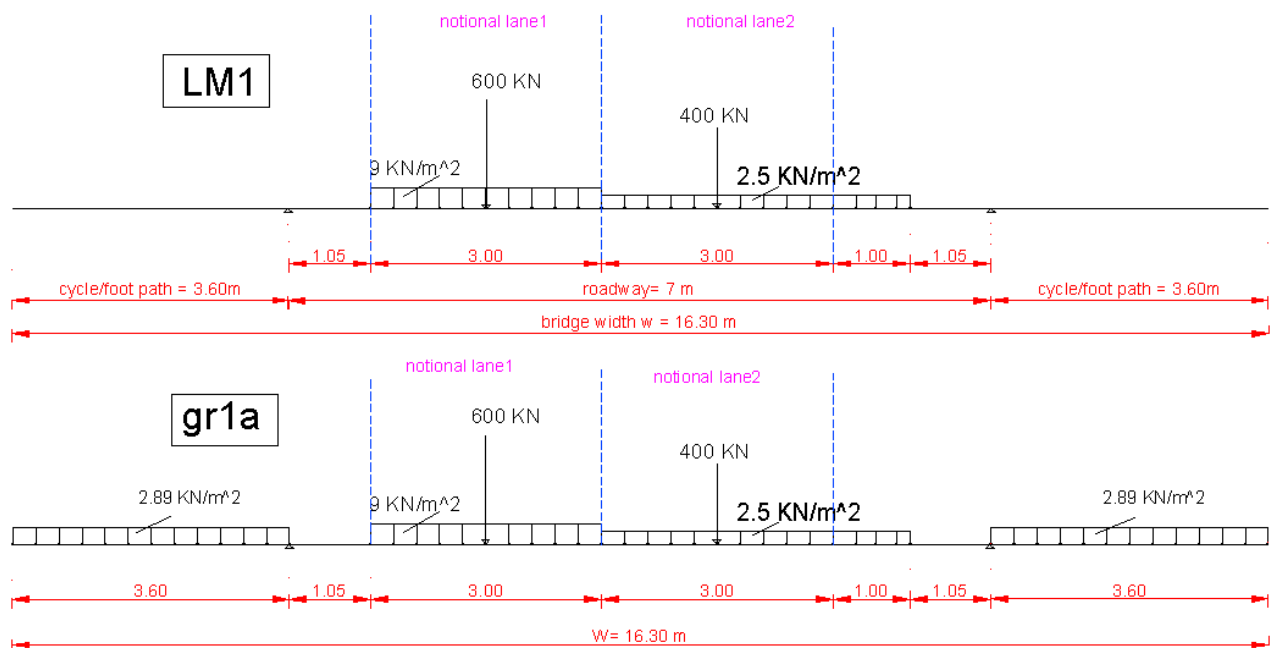 notional lane1
notional lane2
LM1
600 KN
400 KN
9 KN/m^2
2.5 KN/m^2
1.05
3.00
3.00
1.00
1.05
cycle/foot path = 3.60m
roadway= 7 m
cycle/foot path = 3.60m
bridge width w = 16.30 m
notional lane1
notional lane2
gr1a
600 KN
400 KN
2.89 KN/m^2
9 KN/m^2
2.5 KN/m^2
2.89 KN/m^2
3.60
1.05
3.00
3.00
1.00
1.05
3.60
W= 16.30 m